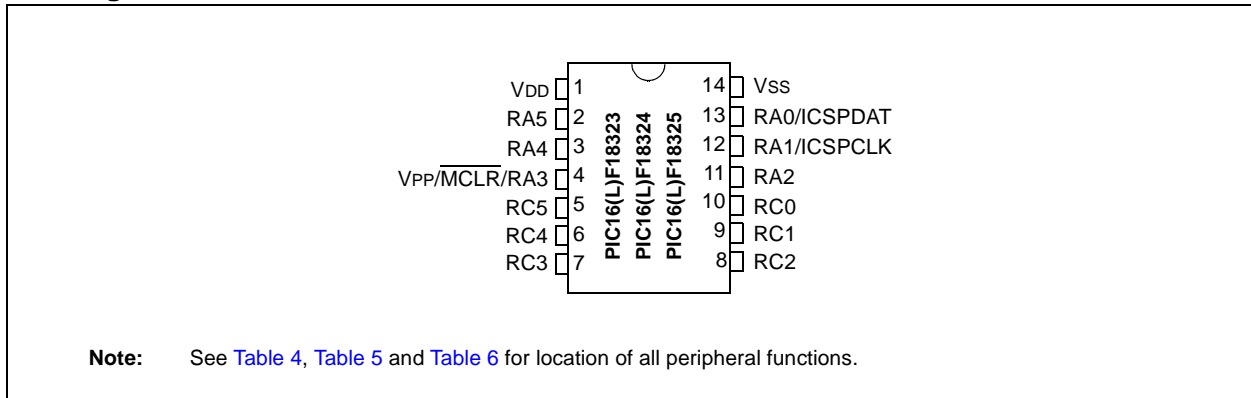 VDD 1 14 VSS
RA5 2 13 RA0/ICSPDAT
RA4 3 12 RA1/ICSPCLK
VPP/MCLR/RA3 4 11 RA2
RC5 5 10 RC0
RC4 6 9 RC1
RC3 7 8 RC2
PIC16(L)F18323
PIC16(L)F18324
PIC16(L)F18325
Note: See Table 4, Table 5 and Table 6 for location of all peripheral functions.